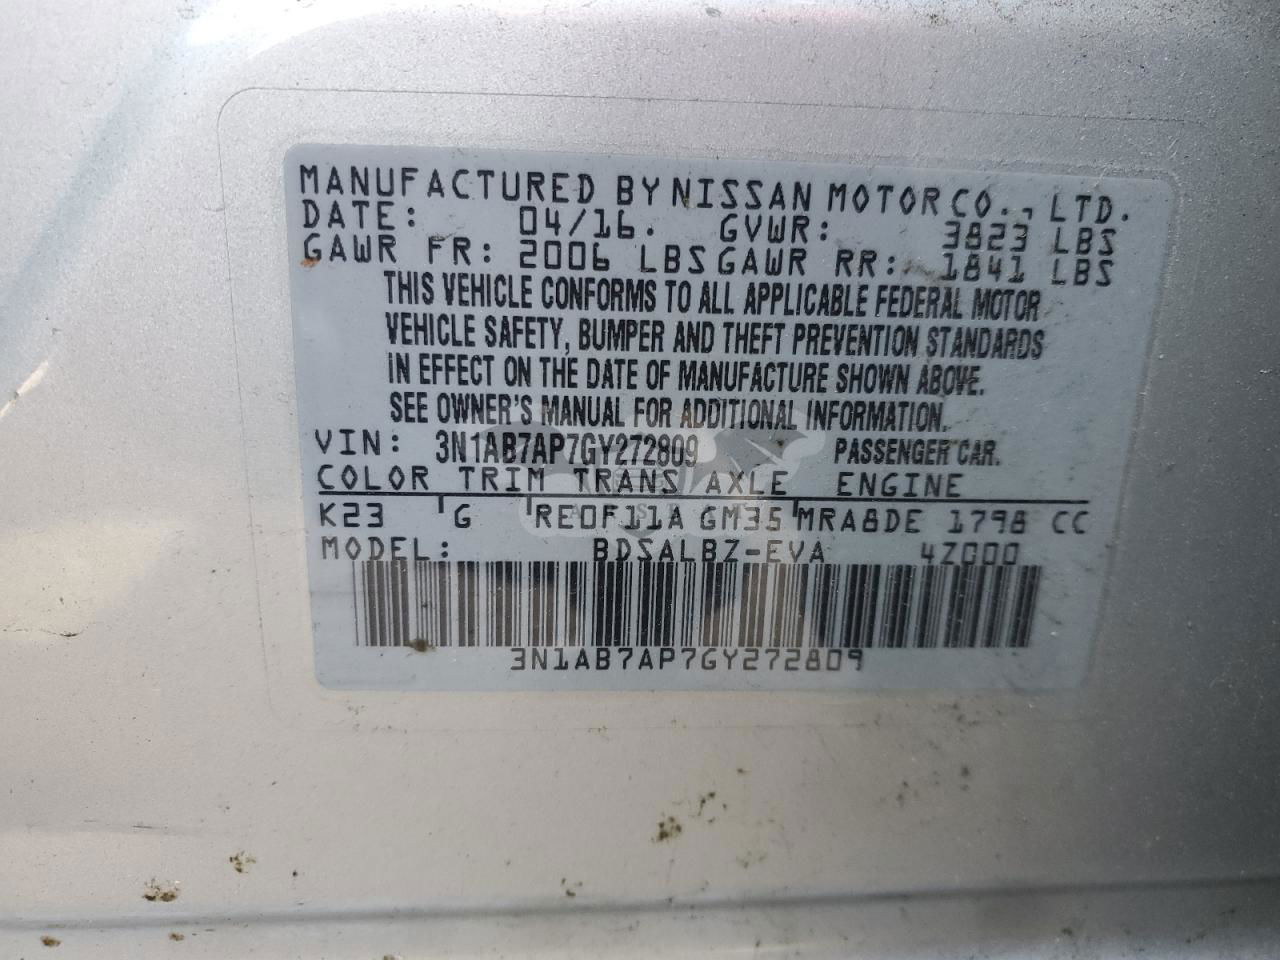 MANUFACTURED BY NISSAN MOTOR CO., LTD.
DATE: 04/16. GVWR: 3823 LBS
GAWR FR: 2006 LBS GAWR RR: 1841 LBS
THIS VEHICLE CONFORMS TO ALL APPLICABLE FEDERAL MOTOR
VEHICLE SAFETY, BUMPER AND THEFT PREVENTION STANDARDS
IN EFFECT ON THE DATE OF MANUFACTURE SHOWN ABOVE.
SEE OWNER'S MANUAL FOR ADDITIONAL INFORMATION.
VIN: 3N1AB7AP7GY272809 PASSENGER CAR.
COLOR TRIM TRANS AXLE ENGINE
K23 G RE0F11A GM35 MRA8DE 1798 CC
MODEL: BDSALBZ-EVA 4Z000
3N1AB7AP7GY272809